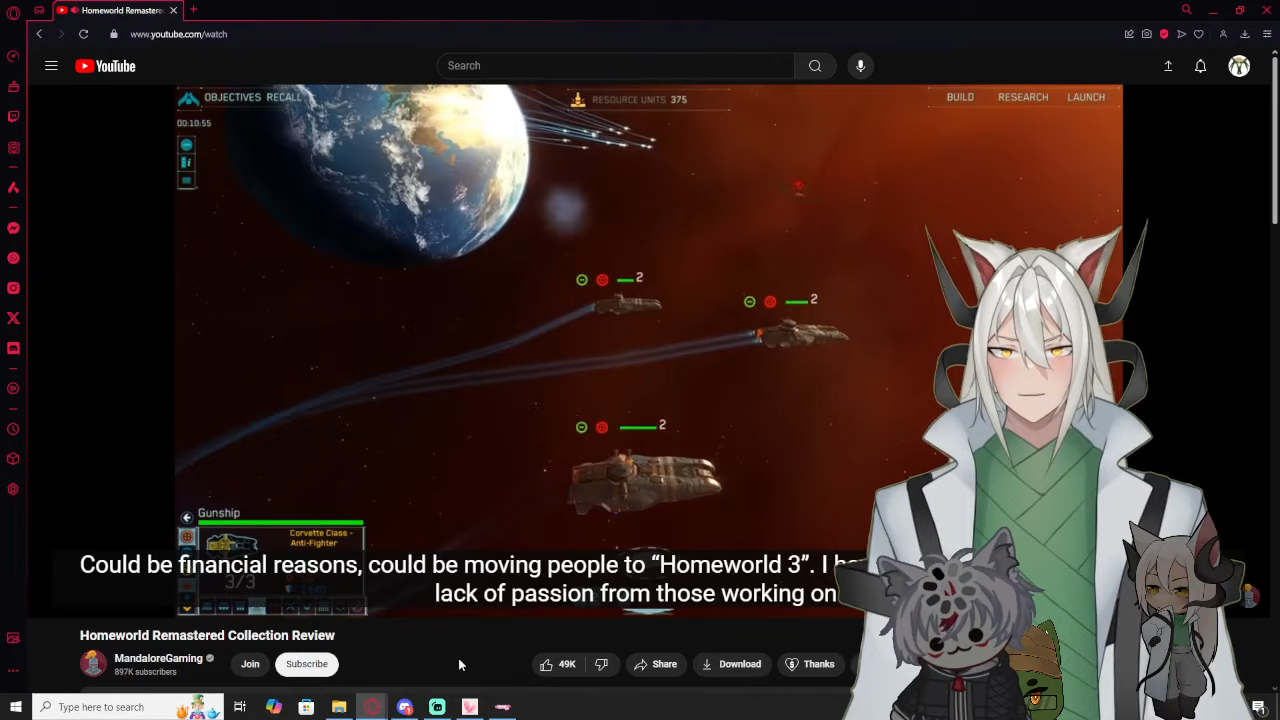 Homeworld Remastere
www.youtube.com/watch
YouTube
Search
OBJECTIVES RECALL
RESOURCE UNITS 375
BUILD RESEARCH LAUNCH
00:10:55
2
2
2
Gunship
Corvette Class -
Anti-Fighter
3/3
Could be financial reasons, could be moving people to “Homeworld 3”. I
lack of passion from those working on
Homeworld Remastered Collection Review
MandaloreGaming
897K subscribers
Join
Subscribe
49K
Share
Download
Thanks
Type here to search